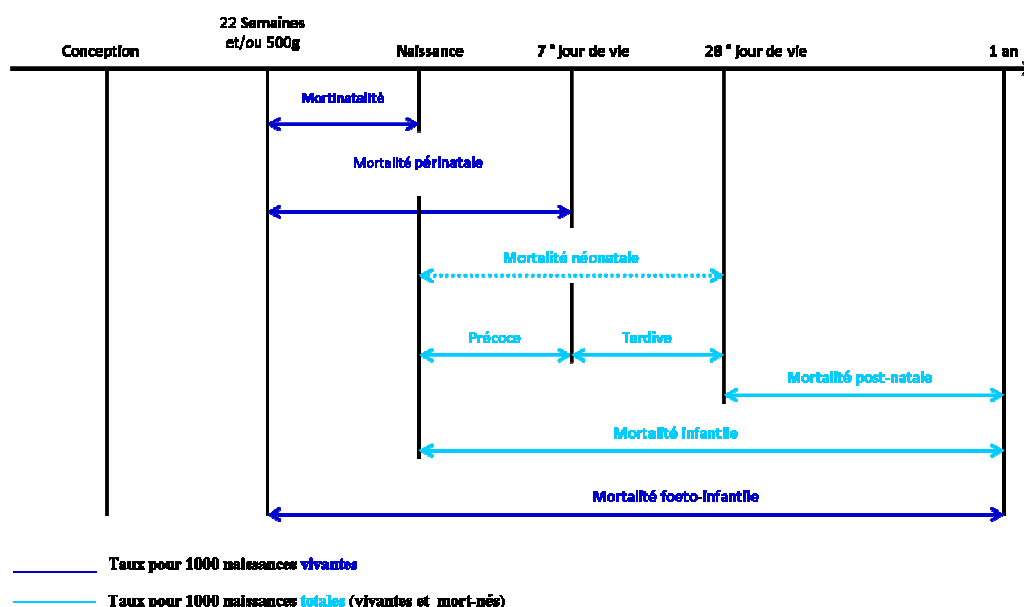 22 Semaines
et/ou 500g
Conception
Naissance
7 ° jour de vie
28 ° jour de vie
1 an
Mortinatalité
Mortalité périnatale
Mortalité néonatale
Précoce
Tardive
Mortalité post-natale
Mortalité infantile
Mortalité foeto-infantile
Taux pour 1000 naissances vivantes
Taux pour 1000 naissances totales (vivantes et mort-nés)